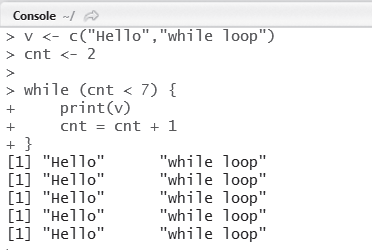 Console ~/
> v <- c("Hello","while loop")
> cnt <- 2
>
> while (cnt < 7) {
+     print(v)
+     cnt = cnt + 1
+ }
[1] "Hello"      "while loop"
[1] "Hello"      "while loop"
[1] "Hello"      "while loop"
[1] "Hello"      "while loop"
[1] "Hello"      "while loop"